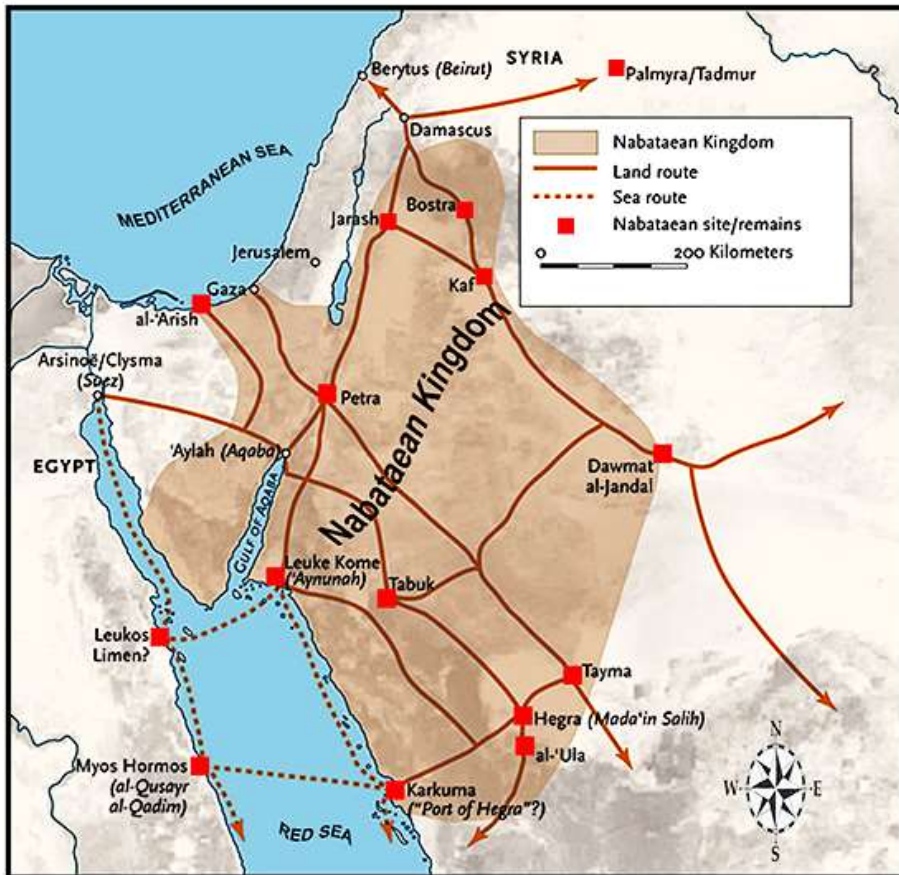 Berytus (Beirut)
SYRIA
Palmyra/Tadmur
Damascus
MEDITERRANEAN SEA
Nabataean Kingdom
Land route
Sea route
Nabataean site/remains
200 Kilometers
Bostra
Jarash
Jerusalem
Kaf
Gaza
al-'Arish
Arsinoë/Clysma
(Suez)
Petra
Nabataean Kingdom
'Aylah (Aqaba)
EGYPT
Dawmat
al-Jandal
GULF OF AQABA
Leuke Kome
('Aynunah)
Tabuk
Leukos
Limen?
Tayma
Hegra (Mada'in Salih)
al-'Ula
Myos Hormos
(al-Qusayr
al-Qadim)
Karkuma
("Port of Hegra"?)
RED SEA
N
W
E
S